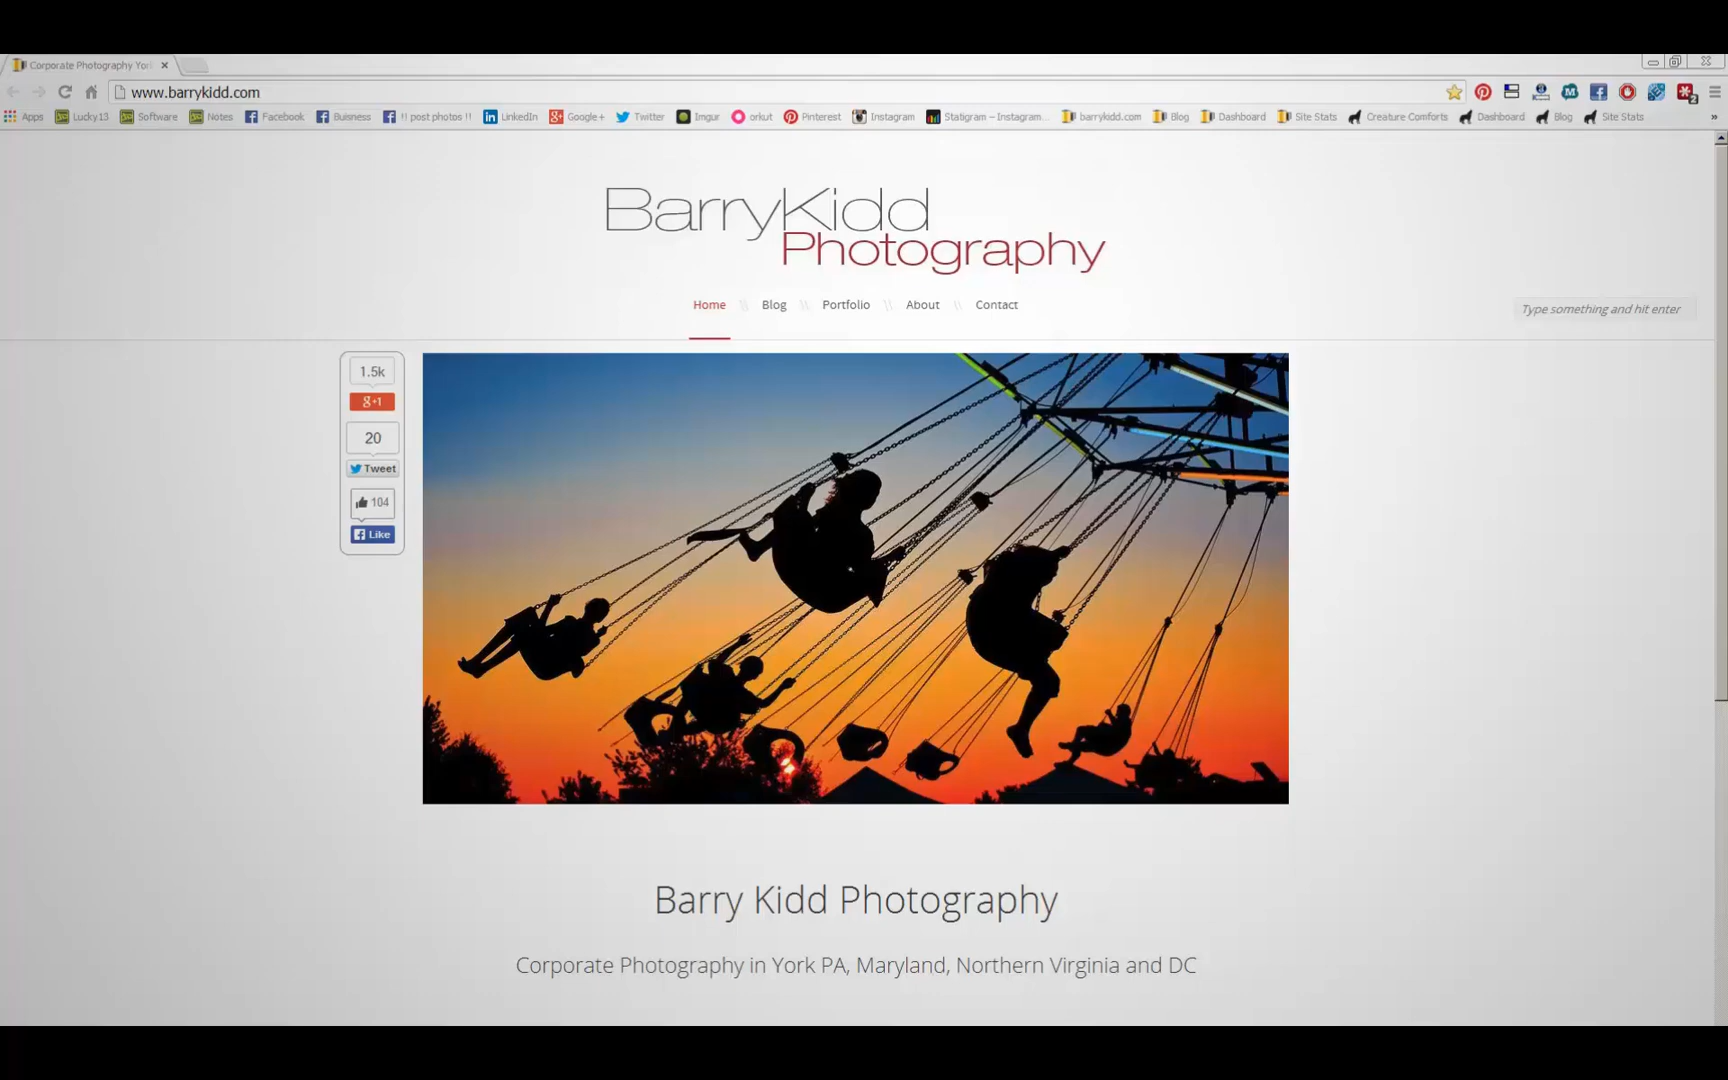 Corporate Photography Yor
www.barrykidd.com
Apps Lucky13 Software Notes Facebook Buisness !! post photos !! LinkedIn Google+ Twitter Imgur orkut Pinterest Instagram Statigram – Instagram... barrykidd.com Blog Dashboard Site Stats Creature Comforts Dashboard Blog Site Stats »
BarryKidd
Photography
Home \\ Blog \\ Portfolio \\ About \\ Contact
Type something and hit enter
1.5k
g+1
20
Tweet
104
Like
Barry Kidd Photography
Corporate Photography in York PA, Maryland, Northern Virginia and DC